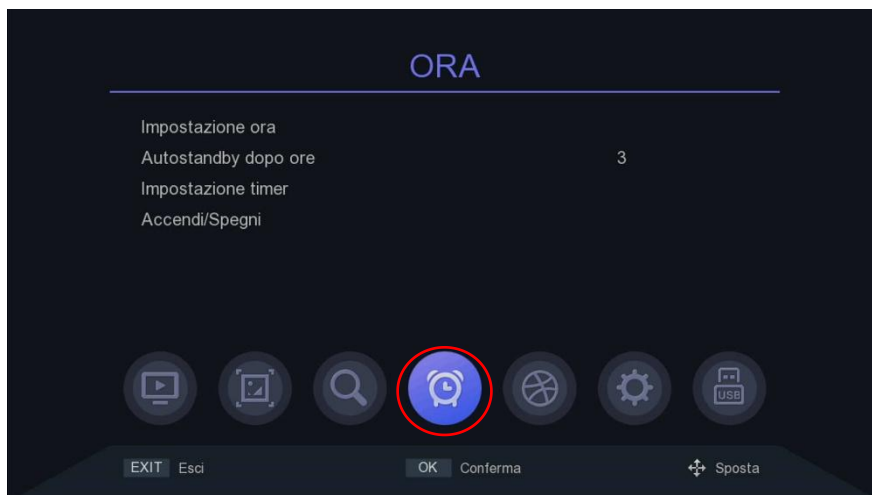 ORA
Impostazione ora
Autostandby dopo ore 3
Impostazione timer
Accendi/Spegni
USB
EXIT Esci OK Conferma Sposta